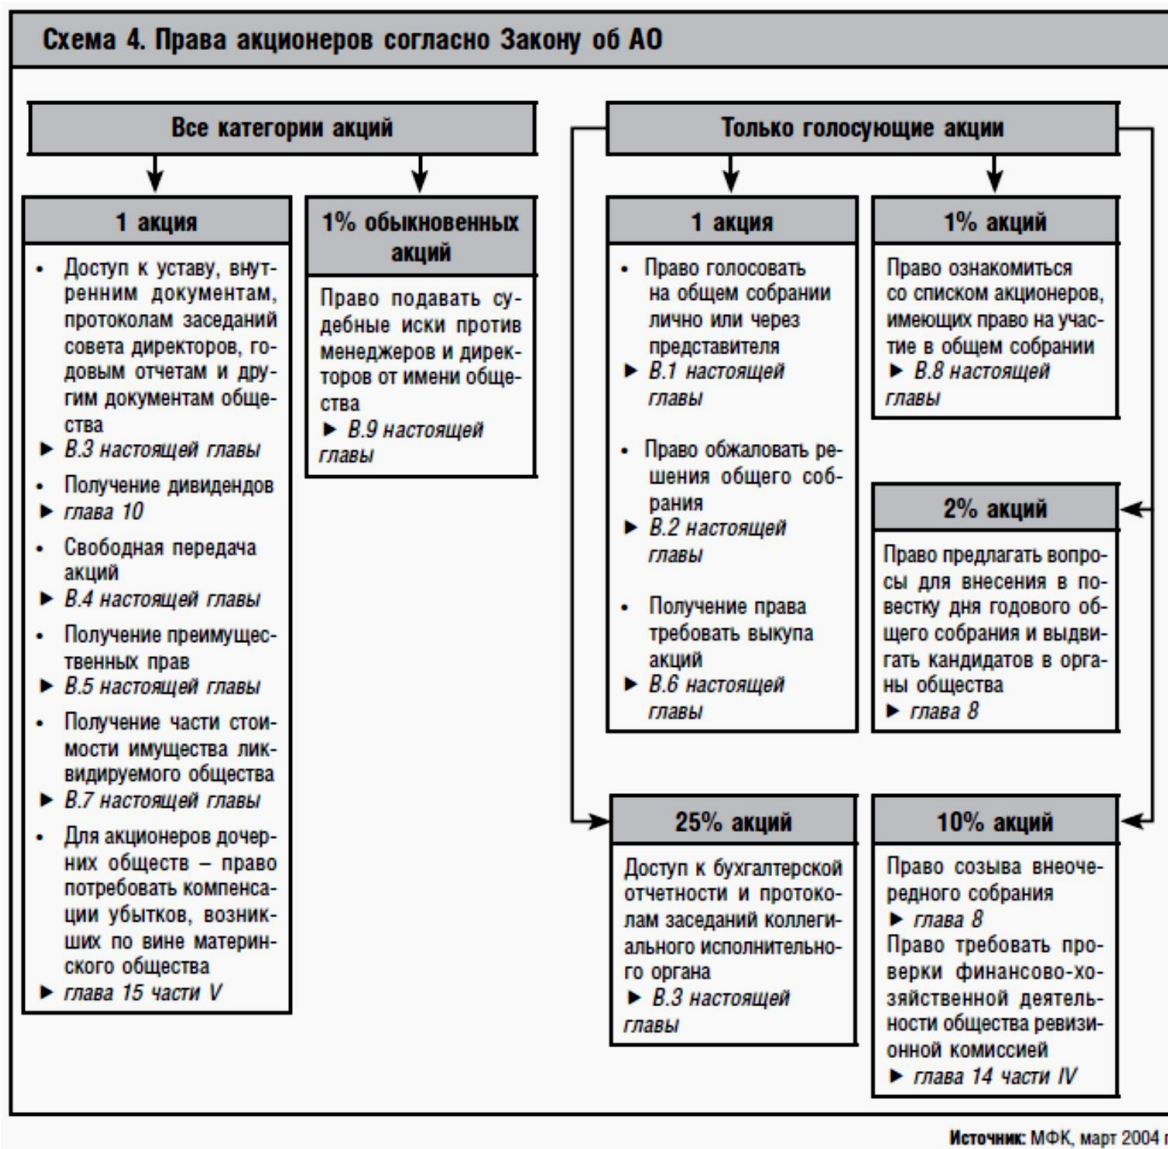 Схема 4. Права акционеров согласно Закону об АО
Все категории акций
1 акция
• Доступ к уставу, внут-
ренним документам,
протоколам заседаний
совета директоров, го-
довым отчетам и дру-
гим документам обще-
ства
► В.3 настоящей главы
• Получение дивидендов
► глава 10
• Свободная передача
акций
► В.4 настоящей главы
• Получение преимущес-
твенных прав
► В.5 настоящей главы
• Получение части стои-
мости имущества лик-
видируемого общества
► В.7 настоящей главы
• Для акционеров дочер-
них обществ – право
потребовать компенса-
ции убытков, возник-
ших по вине материн-
ского общества
► глава 15 части V
1% обыкновенных
акций
Право подавать су-
дебные иски против
менеджеров и дирек-
торов от имени обще-
ства
► В.9 настоящей
главы
Только голосующие акции
1 акция
• Право голосовать
на общем собрании
лично или через
представителя
► В.1 настоящей
главы
• Право обжаловать ре-
шения общего соб-
рания
► В.2 настоящей
главы
• Получение права
требовать выкупа
акций
► В.6 настоящей
главы
1% акций
Право ознакомиться
со списком акционеров,
имеющих право на учас-
тие в общем собрании
► В.8 настоящей
главы
2% акций
Право предлагать вопро-
сы для внесения в по-
вестку дня годового об-
щего собрания и выдви-
гать кандидатов в орга-
ны общества
► глава 8
25% акций
Доступ к бухгалтерской
отчетности и протоко-
лам заседаний коллеги-
ального исполнительно-
го органа
► В.3 настоящей
главы
10% акций
Право созыва внеоче-
редного собрания
► глава 8
Право требовать про-
верки финансово-хо-
зяйственной деятель-
ности общества ревизи-
онной комиссией
► глава 14 части IV
Источник: МФК, март 2004 г